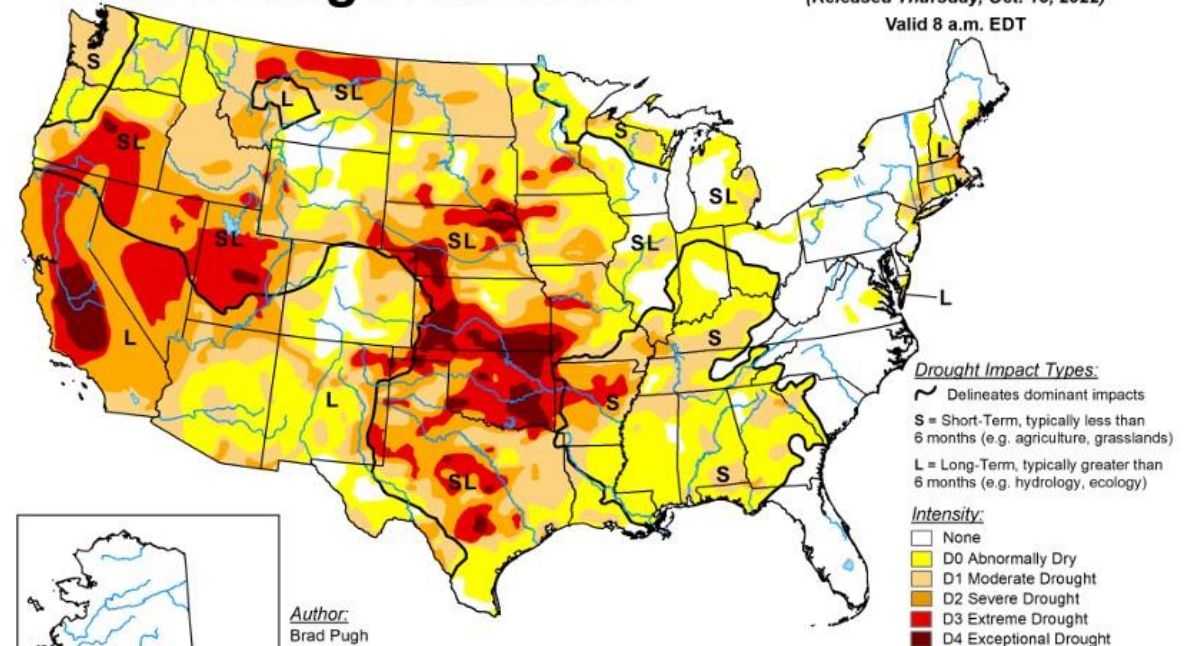 Valid 8 a.m. EDT
S
L
SL
SL
S
L
SL
SL
SL
SL
L
L
S
L
S
SL
S
Drought Impact Types:
Delineates dominant impacts
S = Short-Term, typically less than
6 months (e.g. agriculture, grasslands)
L = Long-Term, typically greater than
6 months (e.g. hydrology, ecology)
Intensity:
None
D0 Abnormally Dry
D1 Moderate Drought
D2 Severe Drought
D3 Extreme Drought
D4 Exceptional Drought
Author:
Brad Pugh